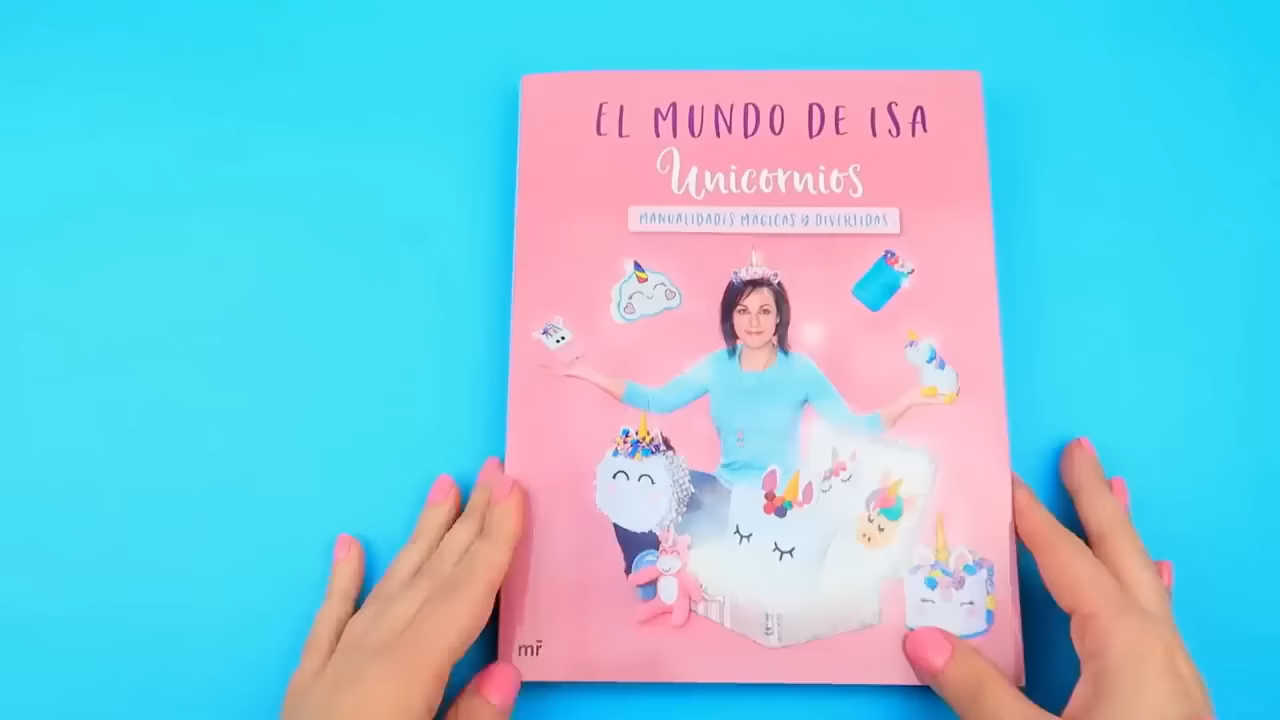 EL MUNDO DE ISA
Unicornios
MANUALIDADES MÁGICAS Y DIVERTIDAS
mr̄